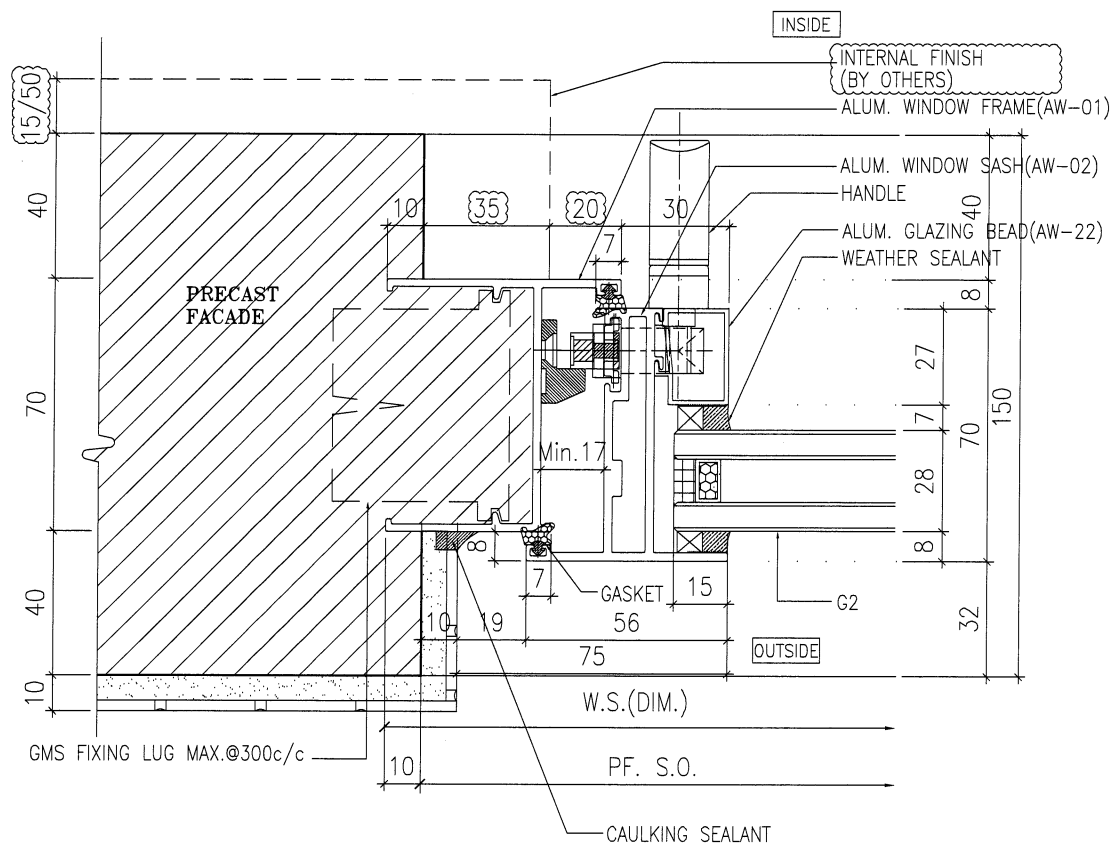 INSIDE
INTERNAL FINISH
(BY OTHERS)
ALUM. WINDOW FRAME(AW-01)
15/50
ALUM. WINDOW SASH(AW-02)
HANDLE
40
10
35
20
30
40
ALUM. GLAZING BEAD(AW-22)
WEATHER SEALANT
7
8
PRECAST
FACADE
27
7
70
150
70
Min.17
28
8
8
7
GASKET
15
G2
40
10
19
56
32
75
OUTSIDE
10
W.S.(DIM.)
GMS FIXING LUG MAX.@300c/c
10
PF. S.O.
CAULKING SEALANT